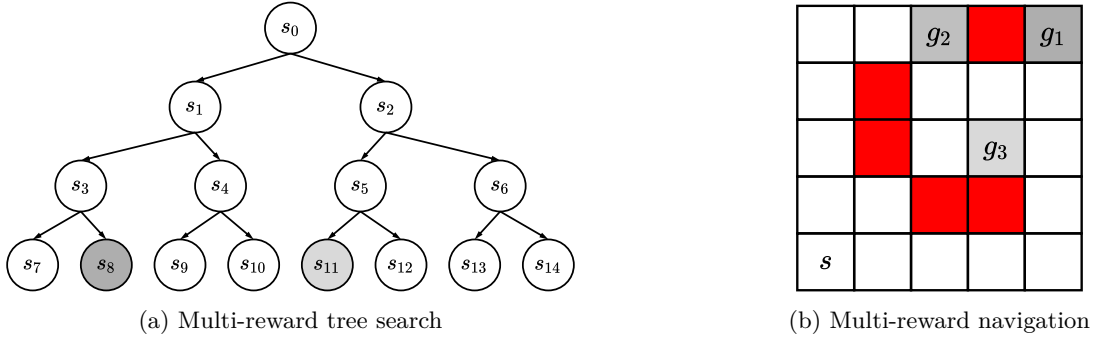 s0
s1 s2
s3 s4 s5 s6
s7 s8 s9 s10 s11 s12 s13 s14
(a) Multi-reward tree search
g2 g1
g3
s
(b) Multi-reward navigation